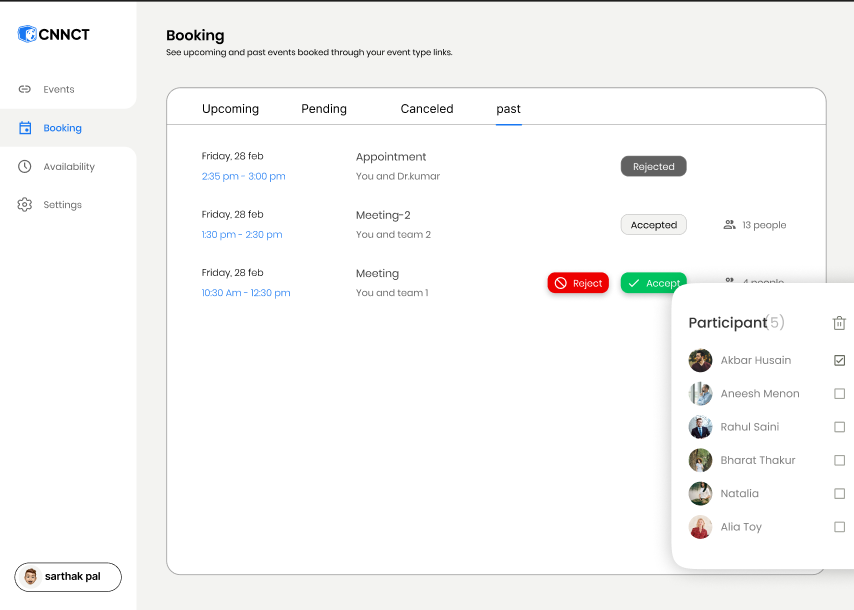 CNNCT
Events
Booking
Availability
Settings
sarthak pal
Booking
See upcoming and past events booked through your event type links.
Upcoming Pending Canceled past
Friday, 28 feb Appointment Rejected
2:35 pm - 3:00 pm You and Dr.kumar
Friday, 28 feb Meeting-2 Accepted 13 people
1:30 pm - 2:30 pm You and team 2
Friday, 28 feb Meeting Reject Accept 4 people
10:30 Am - 12:30 pm You and team 1
Participant(5)
Akbar Husain
Aneesh Menon
Rahul Saini
Bharat Thakur
Natalia
Alia Toy